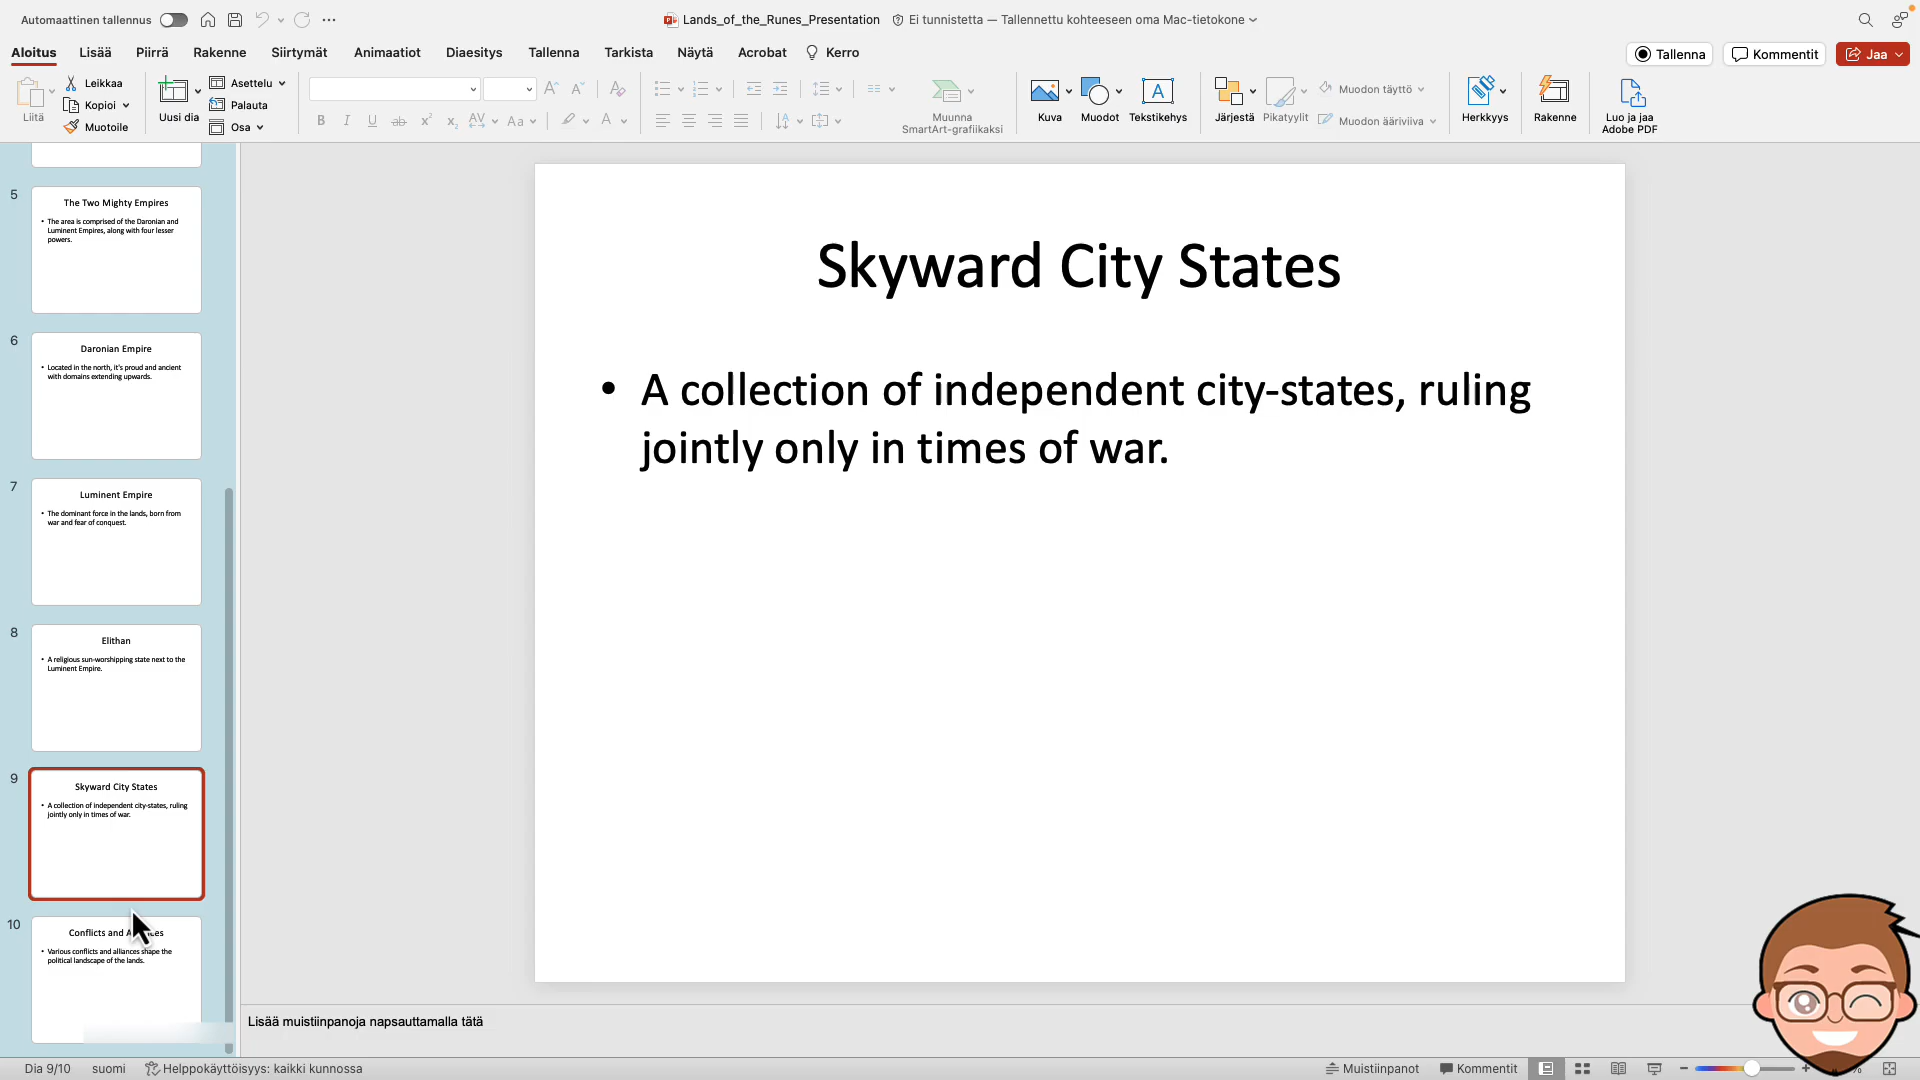 Automaattinen tallennus
Lands_of_the_Runes_Presentation
Ei tunnistetta — Tallennettu kohteeseen oma Mac-tietokone
Aloitus
Lisää
Piirrä
Rakenne
Siirtymät
Animaatiot
Diaesitys
Tallenna
Tarkista
Näytä
Acrobat
Kerro
Tallenna
Kommentit
Jaa
Liitä
Leikkaa
Kopioi
Muotoile
Uusi dia
Asettelu
Palauta
Osa
Muunna
SmartArt-grafiikaksi
Kuva
Muodot
Tekstikehys
Järjestä
Pikatyylit
Muodon täyttö
Muodon ääriviiva
Herkkyys
Rakenne
Luo ja jaa
Adobe PDF
5
The Two Mighty Empires
• The area is comprised of the Daronian and
Luminent Empires, along with four lesser
powers.
6
Daronian Empire
• Located in the north, it's proud and ancient
with domains extending upwards.
7
Luminent Empire
• The dominant force in the lands, born from
war and fear of conquest.
8
Elithan
• A religious sun-worshipping state next to the
Luminent Empire.
9
Skyward City States
• A collection of independent city-states, ruling
jointly only in times of war.
10
Conflicts and
• Various conflicts and alliances shape the
political landscape of the lands.
Skyward City States
• A collection of independent city-states, ruling
jointly only in times of war.
Lisää muistiinpanoja napsauttamalla tätä
Dia 9/10
suomi
Helppokäyttöisyys: kaikki kunnossa
Muistiinpanot
Kommentit